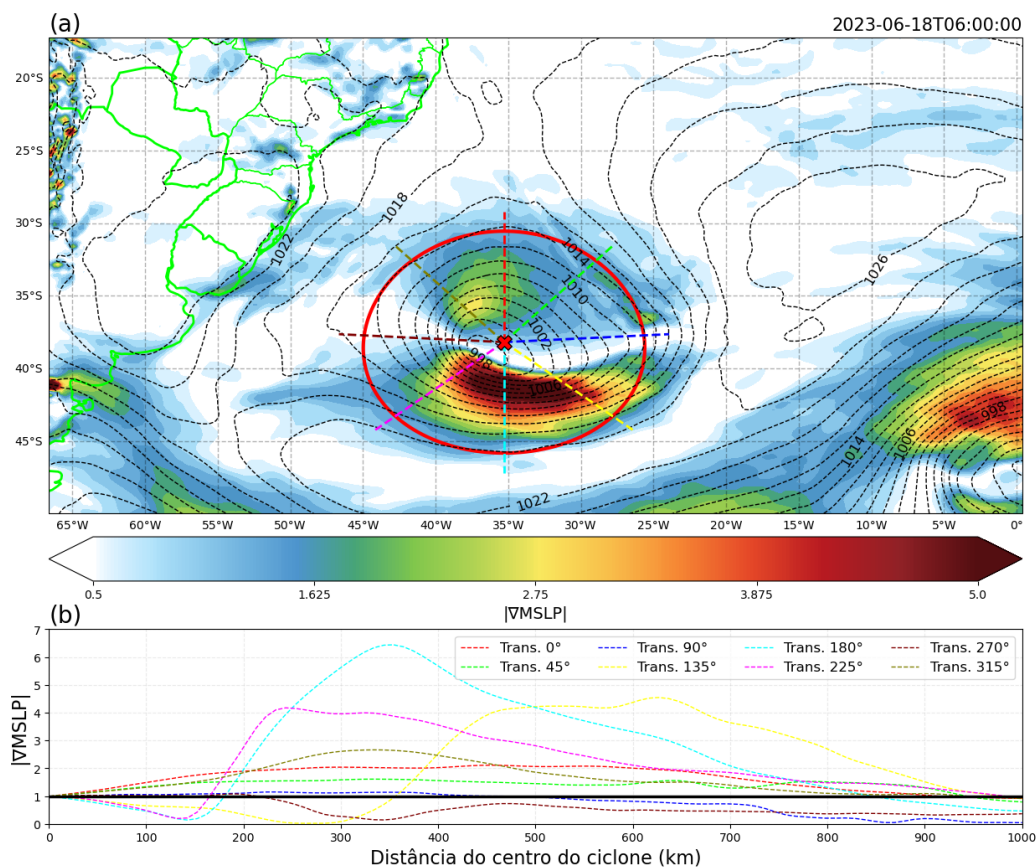 (a) 2023-06-18T06:00:00
20°S
25°S
30°S
35°S
40°S
45°S
1018
1022
1014
1010
1002
998
1026
998
1006
1014
1022
65°W 60°W 55°W 50°W 45°W 40°W 35°W 30°W 25°W 20°W 15°W 10°W 5°W 0°
0.5 1.625 2.75 3.875 5.0
|∇MSLP|
(b)
|∇MSLP|
7
6
5
4
3
2
1
0
Trans. 0° Trans. 90° Trans. 180° Trans. 270°
Trans. 45° Trans. 135° Trans. 225° Trans. 315°
0 100 200 300 400 500 600 700 800 900 1000
Distância do centro do ciclone (km)